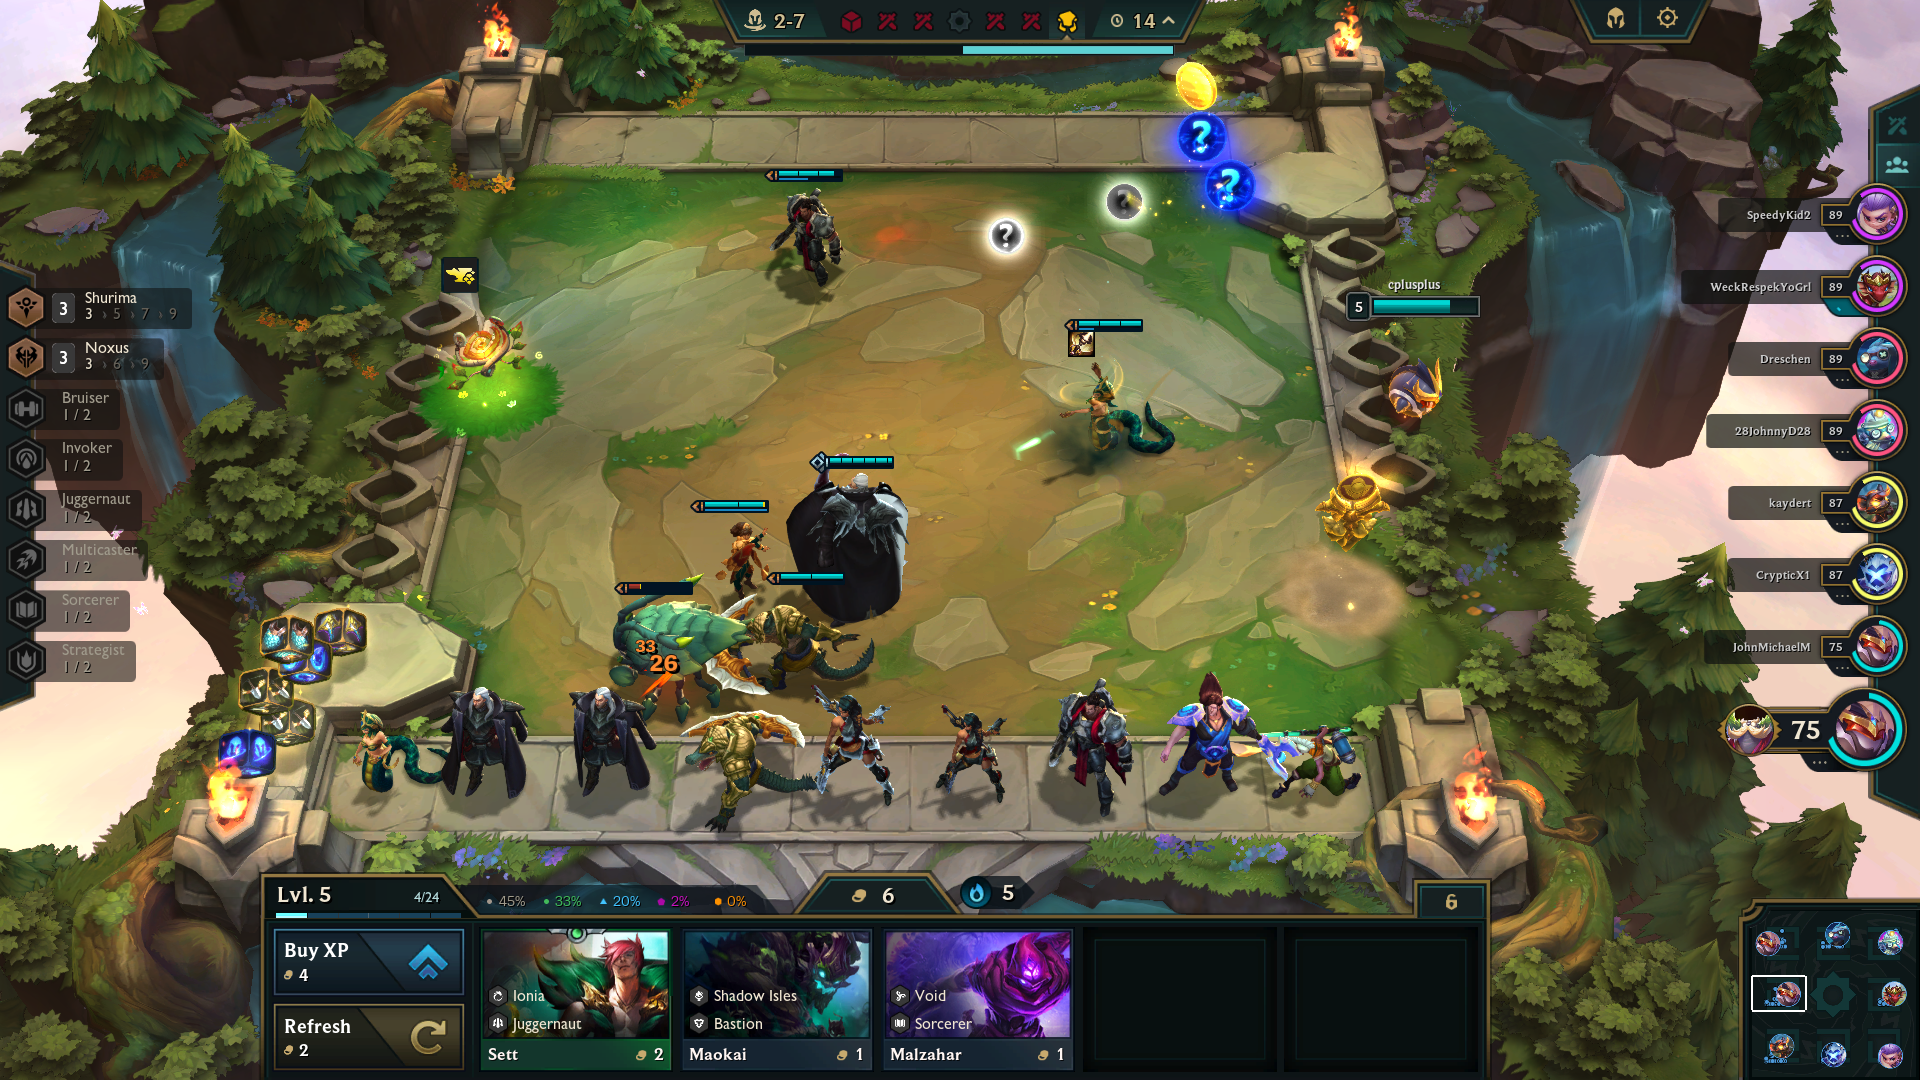 2-7
14
SpeedyKid2
89
WeckRespekYoGrl
89
Dreschen
89
28JohnnyD28
89
kaydert
87
CrypticX1
87
JohnMichaelM
75
75
cplusplus
5
3
Shurima
3 › 5 › 7 › 9
3
Noxus
3 › 6 › 9
Bruiser
1 / 2
Invoker
1 / 2
Juggernaut
1 / 2
Multicaster
1 / 2
Sorcerer
1 / 2
Strategist
1 / 2
?
?
?
?
33
26
Lvl. 5
4/24
45%
33%
20%
2%
0%
6
5
6
Buy XP
4
Refresh
2
Ionia
Juggernaut
Sett
2
Shadow Isles
Bastion
Maokai
1
Void
Sorcerer
Malzahar
1